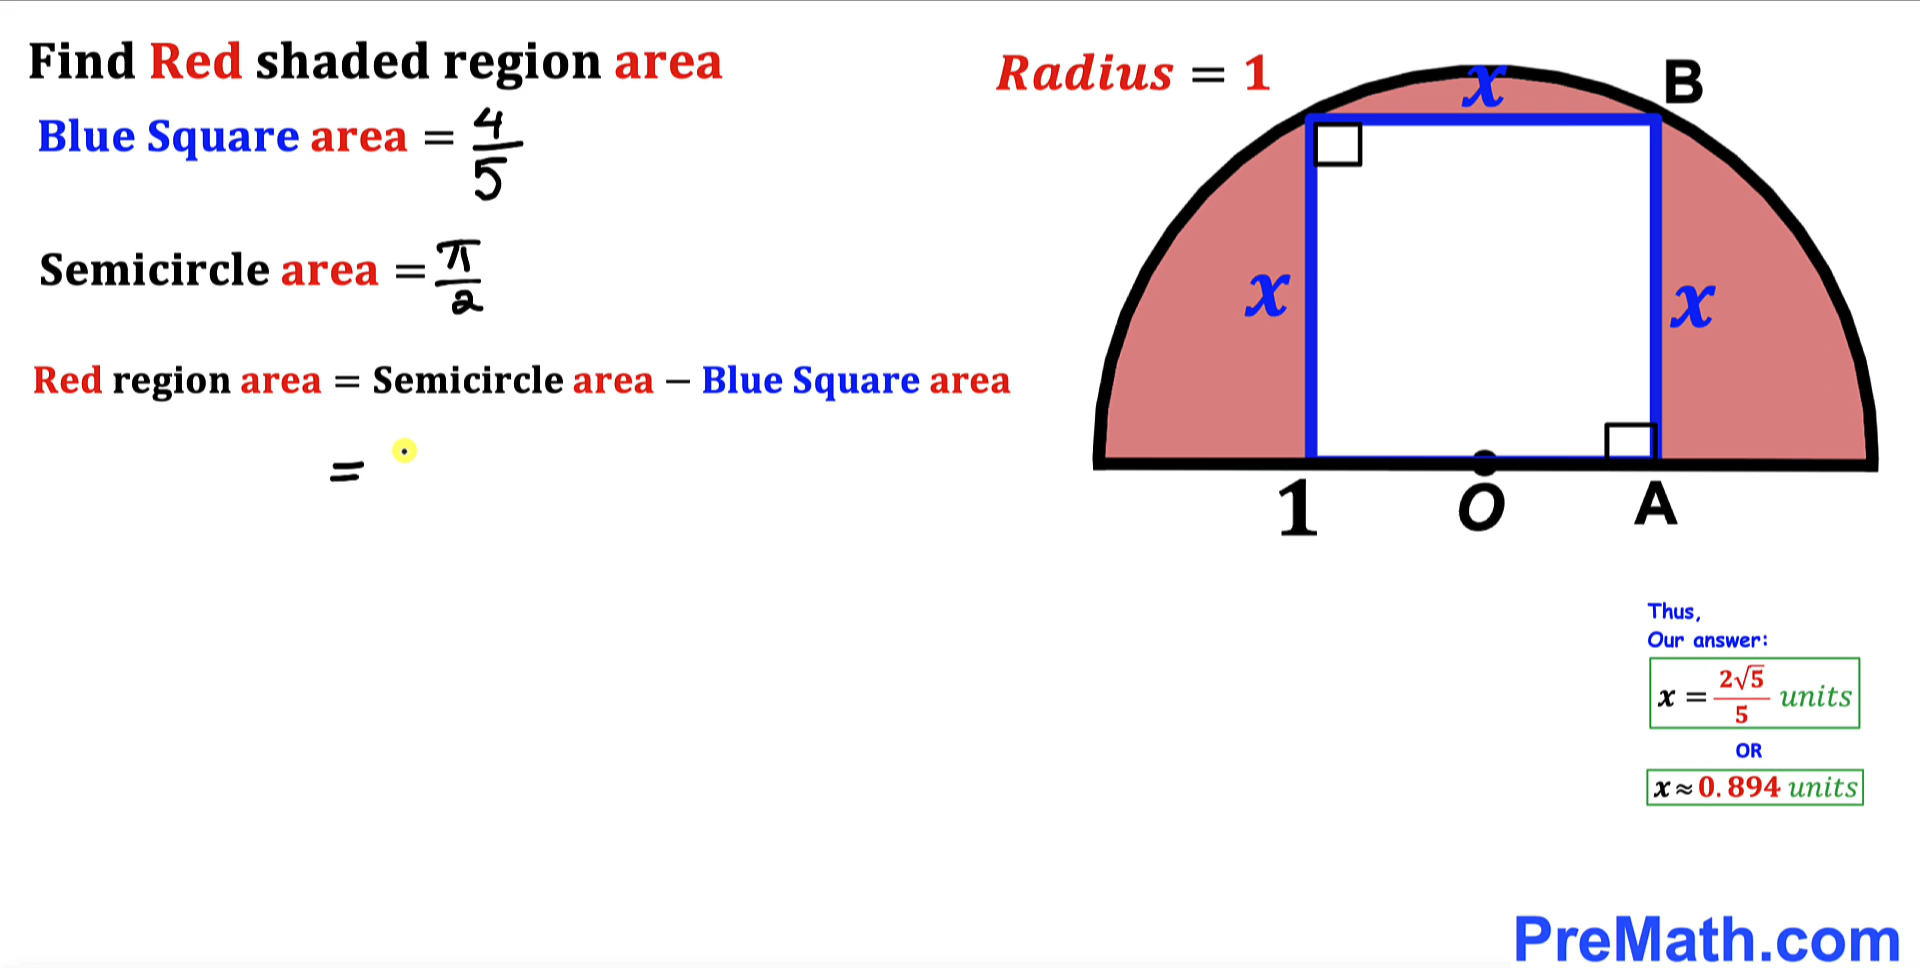 Find Red shaded region area
Blue Square area = 4/5
Semicircle area = π/2
Red region area = Semicircle area − Blue Square area
=
Radius = 1
x
B
x
x
1
O
A
Thus,
Our answer:
x = 2√5/5 units
OR
x ≈ 0.894 units
PreMath.com